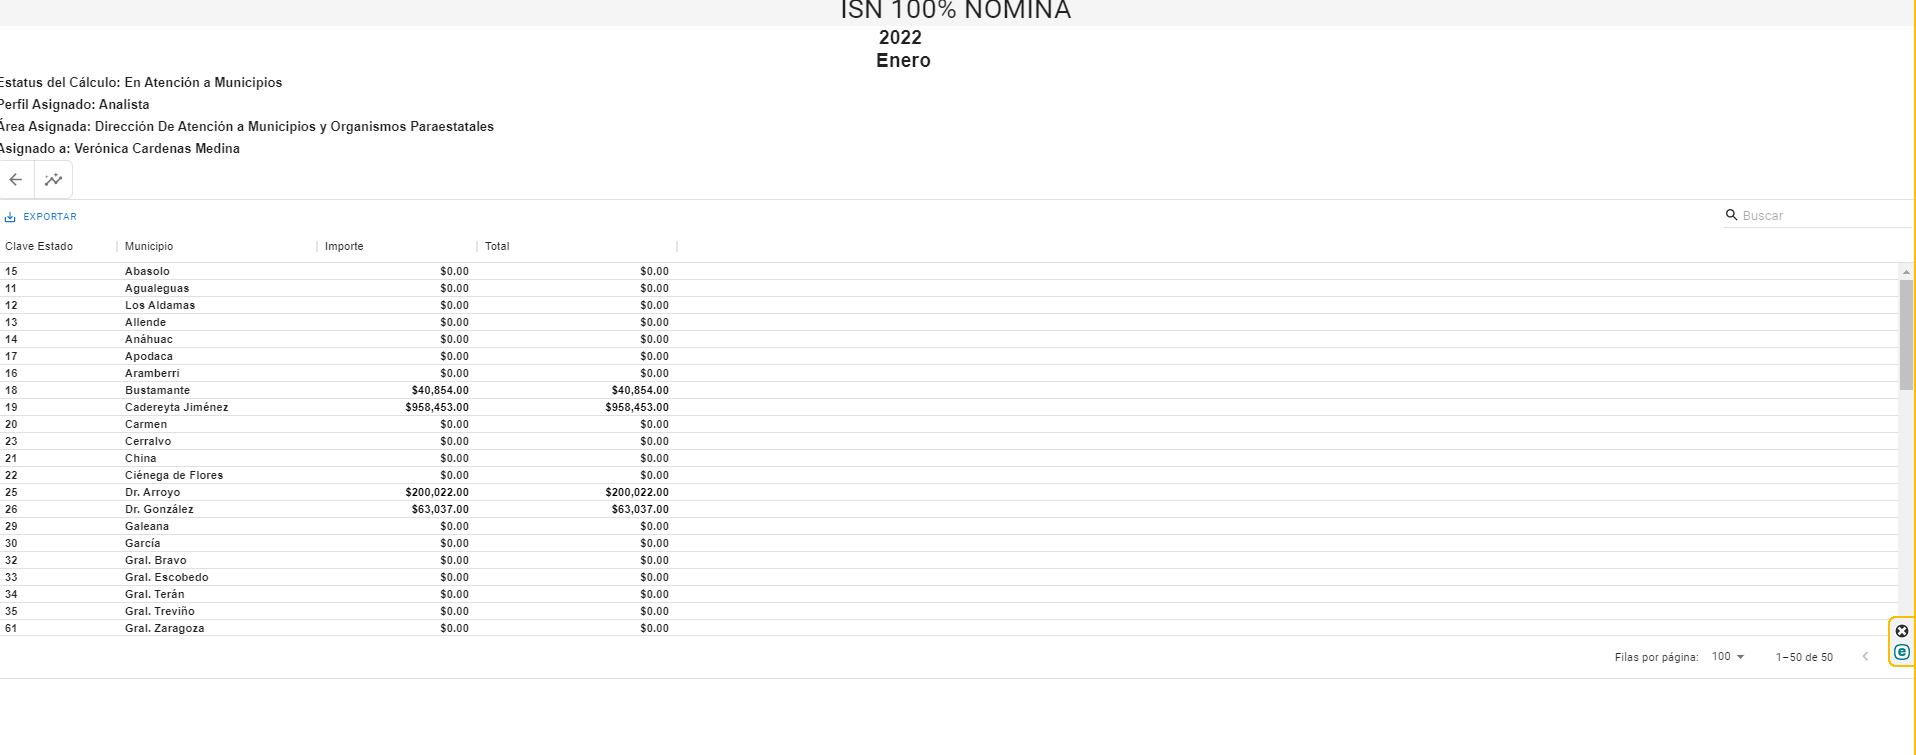 ISN 100% NOMINA
2022
Enero
Estatus del Cálculo: En Atención a Municipios
Perfil Asignado: Analista
Área Asignada: Dirección De Atención a Municipios y Organismos Paraestatales
Asignado a: Verónica Cardenas Medina
EXPORTAR
Buscar
Clave Estado Municipio Importe Total
15 Abasolo $0.00 $0.00
11 Agualeguas $0.00 $0.00
12 Los Aldamas $0.00 $0.00
13 Allende $0.00 $0.00
14 Anáhuac $0.00 $0.00
17 Apodaca $0.00 $0.00
16 Aramberri $0.00 $0.00
18 Bustamante $40,854.00 $40,854.00
19 Cadereyta Jiménez $958,453.00 $958,453.00
20 Carmen $0.00 $0.00
23 Cerralvo $0.00 $0.00
21 China $0.00 $0.00
22 Ciénega de Flores $0.00 $0.00
25 Dr. Arroyo $200,022.00 $200,022.00
26 Dr. González $63,037.00 $63,037.00
29 Galeana $0.00 $0.00
30 García $0.00 $0.00
32 Gral. Bravo $0.00 $0.00
33 Gral. Escobedo $0.00 $0.00
34 Gral. Terán $0.00 $0.00
35 Gral. Treviño $0.00 $0.00
61 Gral. Zaragoza $0.00 $0.00
Filas por página: 100 1–50 de 50